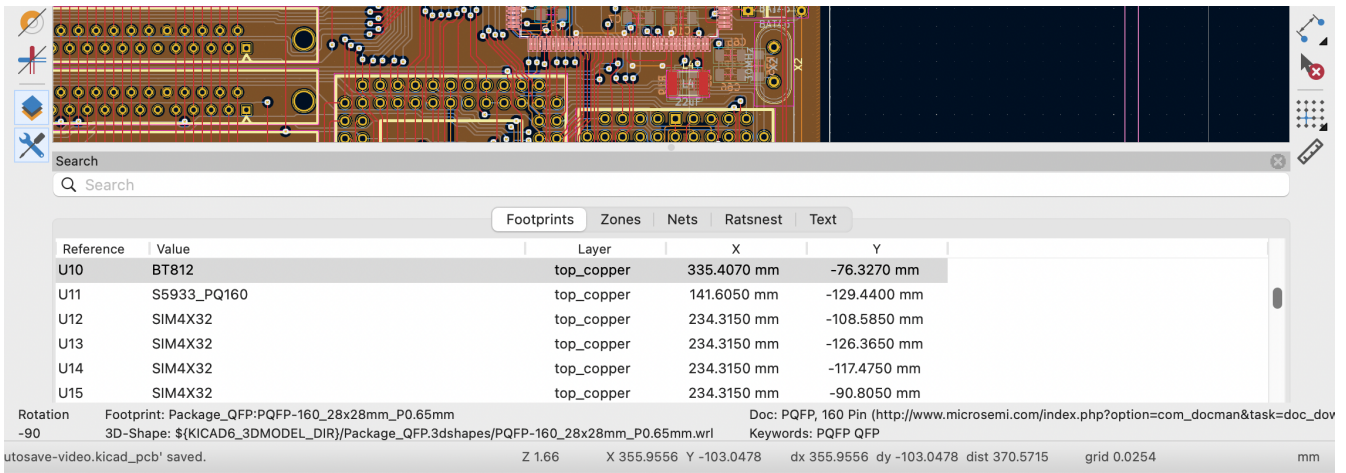 BAT43
X2
30MHZ
L4
22uF
Search
Search
Footprints Zones Nets Ratsnest Text
Reference Value Layer X Y
U10 BT812 top_copper 335.4070 mm -76.3270 mm
U11 S5933_PQ160 top_copper 141.6050 mm -129.4400 mm
U12 SIM4X32 top_copper 234.3150 mm -108.5850 mm
U13 SIM4X32 top_copper 234.3150 mm -126.3650 mm
U14 SIM4X32 top_copper 234.3150 mm -117.4750 mm
U15 SIM4X32 top_copper 234.3150 mm -90.8050 mm
Rotation Footprint: Package_QFP:PQFP-160_28x28mm_P0.65mm Doc: PQFP, 160 Pin (http://www.microsemi.com/index.php?option=com_docman&task=doc_dow
-90 3D-Shape: ${KICAD6_3DMODEL_DIR}/Package_QFP.3dshapes/PQFP-160_28x28mm_P0.65mm.wrl Keywords: PQFP QFP
utosave-video.kicad_pcb' saved. Z 1.66 X 355.9556 Y -103.0478 dx 355.9556 dy -103.0478 dist 370.5715 grid 0.0254 mm